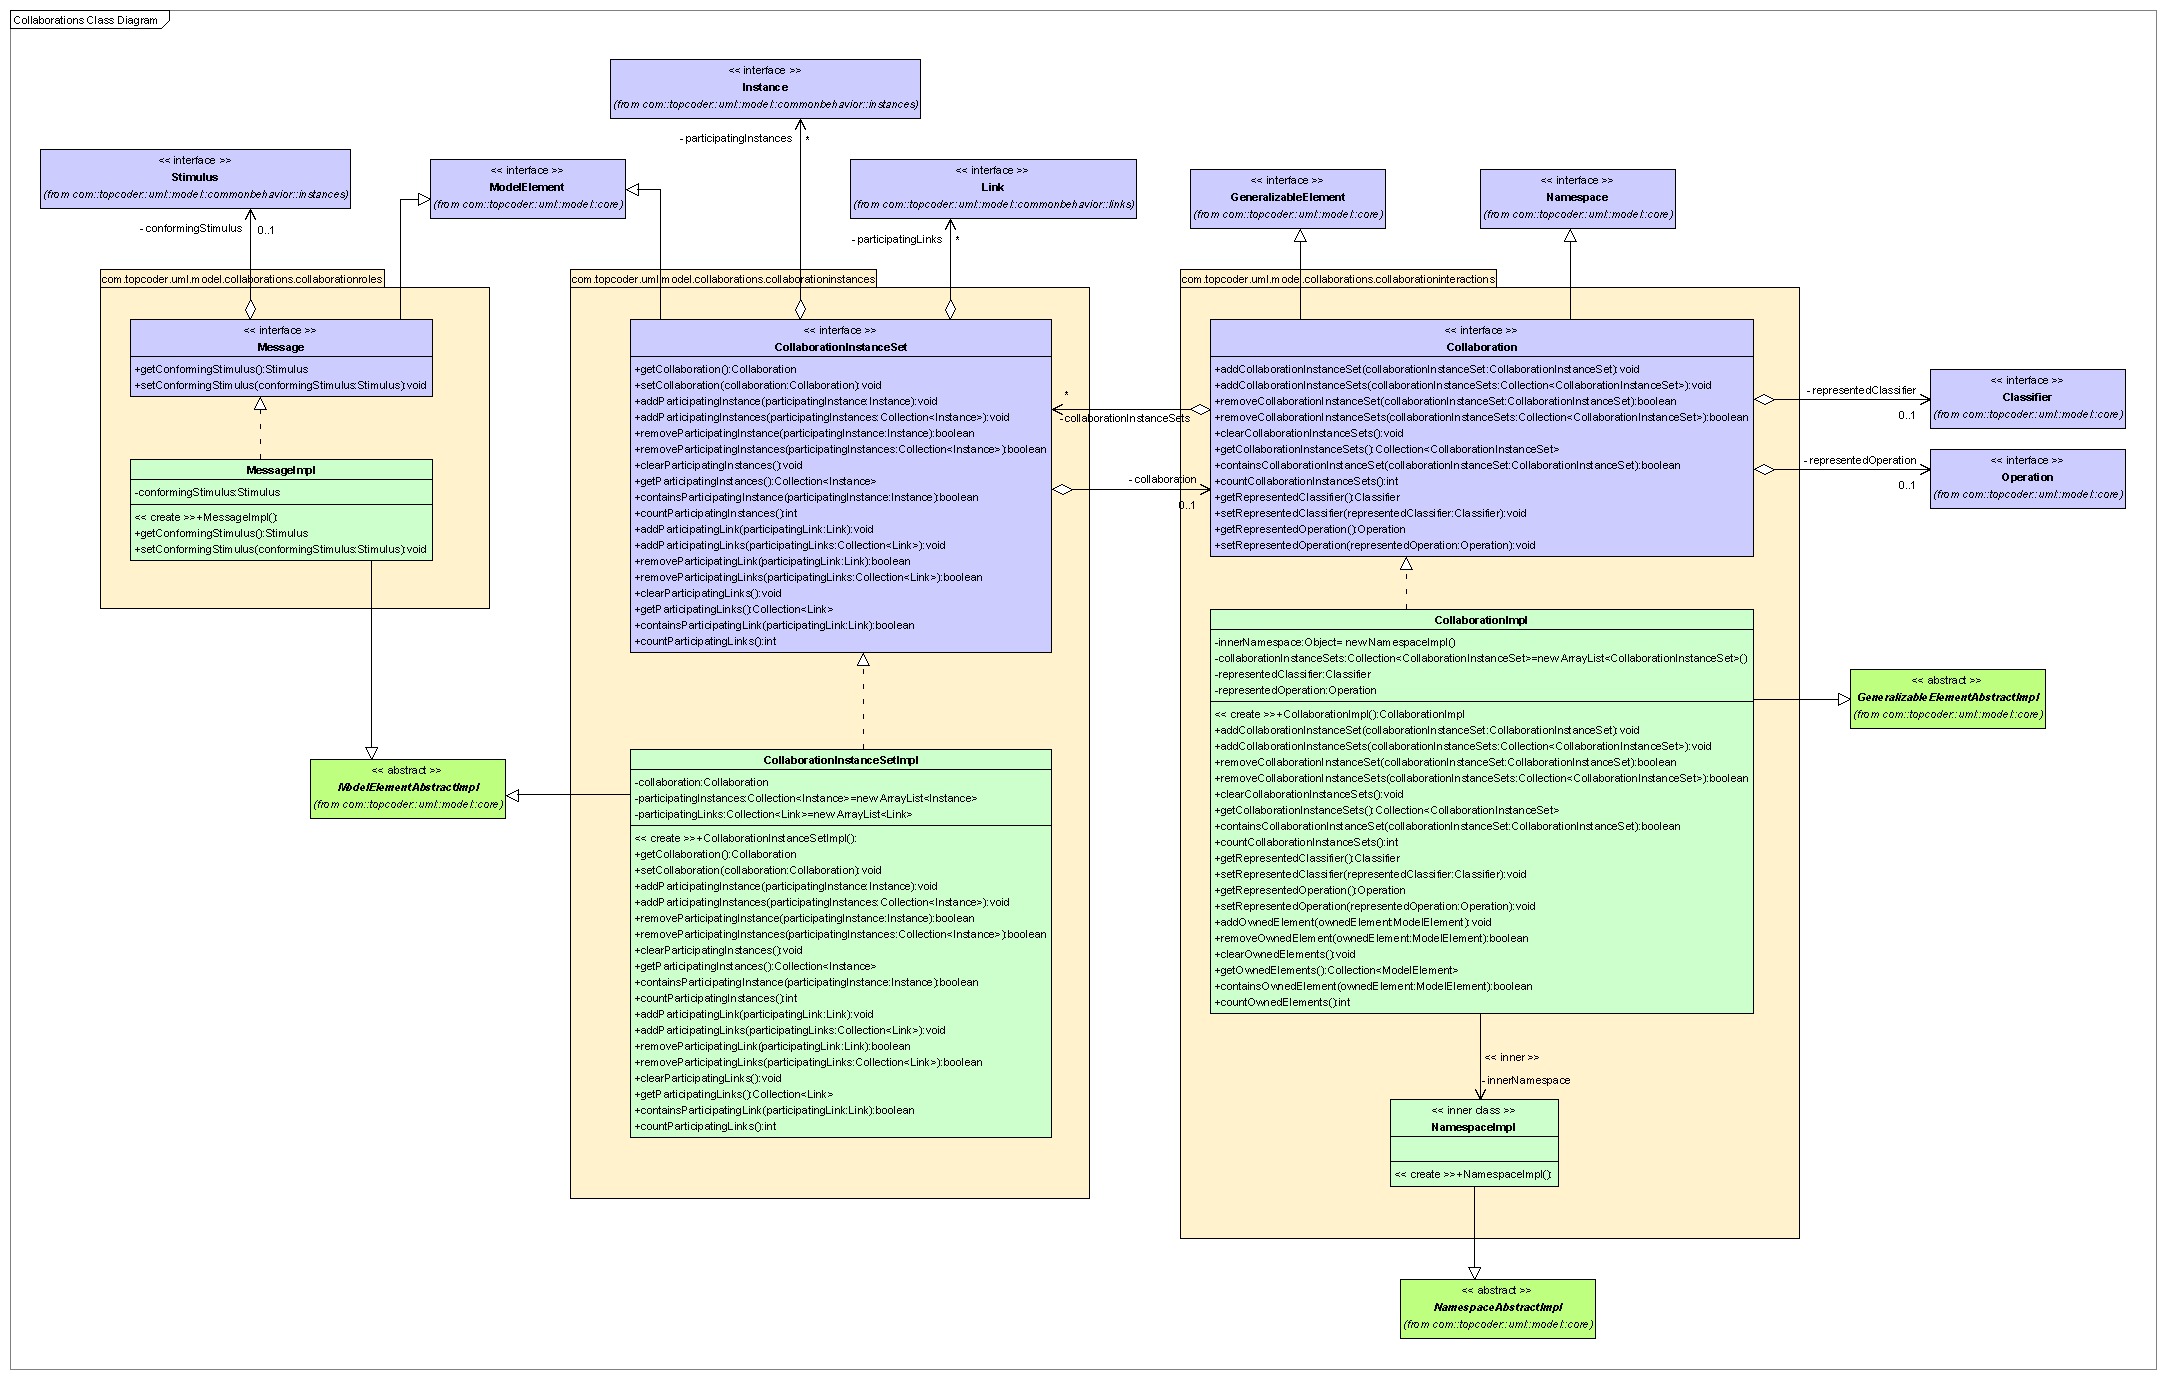 Collaborations Class Diagram
<< interface >>
Instance
(from com::topcoder::uml::model::commonbehavior::instances)
- participatingInstances
*
<< interface >>
Stimulus
(from com::topcoder::uml::model::commonbehavior::instances)
- conformingStimulus
0..1
<< interface >>
ModelElement
(from com::topcoder::uml::model::core)
<< interface >>
Link
(from com::topcoder::uml::model::commonbehavior::links)
- participatingLinks
*
<< interface >>
GeneralizableElement
(from com::topcoder::uml::model::core)
<< interface >>
Namespace
(from com::topcoder::uml::model::core)
com.topcoder.uml.model.collaborations.collaborationroles
<< interface >>
Message
+getConformingStimulus():Stimulus
+setConformingStimulus(conformingStimulus:Stimulus):void
MessageImpl
-conformingStimulus:Stimulus
<< create >>+MessageImpl():
+getConformingStimulus():Stimulus
+setConformingStimulus(conformingStimulus:Stimulus):void
<< abstract >>
ModelElementAbstractImpl
(from com::topcoder::uml::model::core)
com.topcoder.uml.model.collaborations.collaborationinstances
<< interface >>
CollaborationInstanceSet
+getCollaboration():Collaboration
+setCollaboration(collaboration:Collaboration):void
+addParticipatingInstance(participatingInstance:Instance):void
+addParticipatingInstances(participatingInstances:Collection<Instance>):void
+removeParticipatingInstance(participatingInstance:Instance):boolean
+removeParticipatingInstances(participatingInstances:Collection<Instance>):boolean
+clearParticipatingInstances():void
+getParticipatingInstances():Collection<Instance>
+containsParticipatingInstance(participatingInstance:Instance):boolean
+countParticipatingInstances():int
+addParticipatingLink(participatingLink:Link):void
+addParticipatingLinks(participatingLinks:Collection<Link>):void
+removeParticipatingLink(participatingLink:Link):boolean
+removeParticipatingLinks(participatingLinks:Collection<Link>):boolean
+clearParticipatingLinks():void
+getParticipatingLinks():Collection<Link>
+containsParticipatingLink(participatingLink:Link):boolean
+countParticipatingLinks():int
CollaborationInstanceSetImpl
-collaboration:Collaboration
-participatingInstances:Collection<Instance>=new ArrayList<Instance>
-participatingLinks:Collection<Link>=new ArrayList<Link>
<< create >>+CollaborationInstanceSetImpl():
+getCollaboration():Collaboration
+setCollaboration(collaboration:Collaboration):void
+addParticipatingInstance(participatingInstance:Instance):void
+addParticipatingInstances(participatingInstances:Collection<Instance>):void
+removeParticipatingInstance(participatingInstance:Instance):boolean
+removeParticipatingInstances(participatingInstances:Collection<Instance>):boolean
+clearParticipatingInstances():void
+getParticipatingInstances():Collection<Instance>
+containsParticipatingInstance(participatingInstance:Instance):boolean
+countParticipatingInstances():int
+addParticipatingLink(participatingLink:Link):void
+addParticipatingLinks(participatingLinks:Collection<Link>):void
+removeParticipatingLink(participatingLink:Link):boolean
+removeParticipatingLinks(participatingLinks:Collection<Link>):boolean
+clearParticipatingLinks():void
+getParticipatingLinks():Collection<Link>
+containsParticipatingLink(participatingLink:Link):boolean
+countParticipatingLinks():int
*
-collaborationInstanceSets
- collaboration
0..1
com.topcoder.uml.model.collaborations.collaborationinteractions
<< interface >>
Collaboration
+addCollaborationInstanceSet(collaborationInstanceSet:CollaborationInstanceSet):void
+addCollaborationInstanceSets(collaborationInstanceSets:Collection<CollaborationInstanceSet>):void
+removeCollaborationInstanceSet(collaborationInstanceSet:CollaborationInstanceSet):boolean
+removeCollaborationInstanceSets(collaborationInstanceSets:Collection<CollaborationInstanceSet>):boolean
+clearCollaborationInstanceSets():void
+getCollaborationInstanceSets():Collection<CollaborationInstanceSet>
+containsCollaborationInstanceSet(collaborationInstanceSet:CollaborationInstanceSet):boolean
+countCollaborationInstanceSets():int
+getRepresentedClassifier():Classifier
+setRepresentedClassifier(representedClassifier:Classifier):void
+getRepresentedOperation():Operation
+setRepresentedOperation(representedOperation:Operation):void
CollaborationImpl
-innerNamespace:Object= new NamespaceImpl()
-collaborationInstanceSets:Collection<CollaborationInstanceSet>=new ArrayList<CollaborationInstanceSet>()
-representedClassifier:Classifier
-representedOperation:Operation
<< create >>+CollaborationImpl():CollaborationImpl
+addCollaborationInstanceSet(collaborationInstanceSet:CollaborationInstanceSet):void
+addCollaborationInstanceSets(collaborationInstanceSets:Collection<CollaborationInstanceSet>):void
+removeCollaborationInstanceSet(collaborationInstanceSet:CollaborationInstanceSet):boolean
+removeCollaborationInstanceSets(collaborationInstanceSets:Collection<CollaborationInstanceSet>):boolean
+clearCollaborationInstanceSets():void
+getCollaborationInstanceSets():Collection<CollaborationInstanceSet>
+containsCollaborationInstanceSet(collaborationInstanceSet:CollaborationInstanceSet):boolean
+countCollaborationInstanceSets():int
+getRepresentedClassifier():Classifier
+setRepresentedClassifier(representedClassifier:Classifier):void
+getRepresentedOperation():Operation
+setRepresentedOperation(representedOperation:Operation):void
+addOwnedElement(ownedElement:ModelElement):void
+removeOwnedElement(ownedElement:ModelElement):boolean
+clearOwnedElements():void
+getOwnedElements():Collection<ModelElement>
+containsOwnedElement(ownedElement:ModelElement):boolean
+countOwnedElements():int
<< inner >>
- innerNamespace
<< inner class >>
NamespaceImpl
<< create >>+NamespaceImpl():
<< abstract >>
NamespaceAbstractImpl
(from com::topcoder::uml::model::core)
- representedClassifier
0..1
<< interface >>
Classifier
(from com::topcoder::uml::model::core)
- representedOperation
0..1
<< interface >>
Operation
(from com::topcoder::uml::model::core)
<< abstract >>
GeneralizableElementAbstractImpl
(from com::topcoder::uml::model::core)